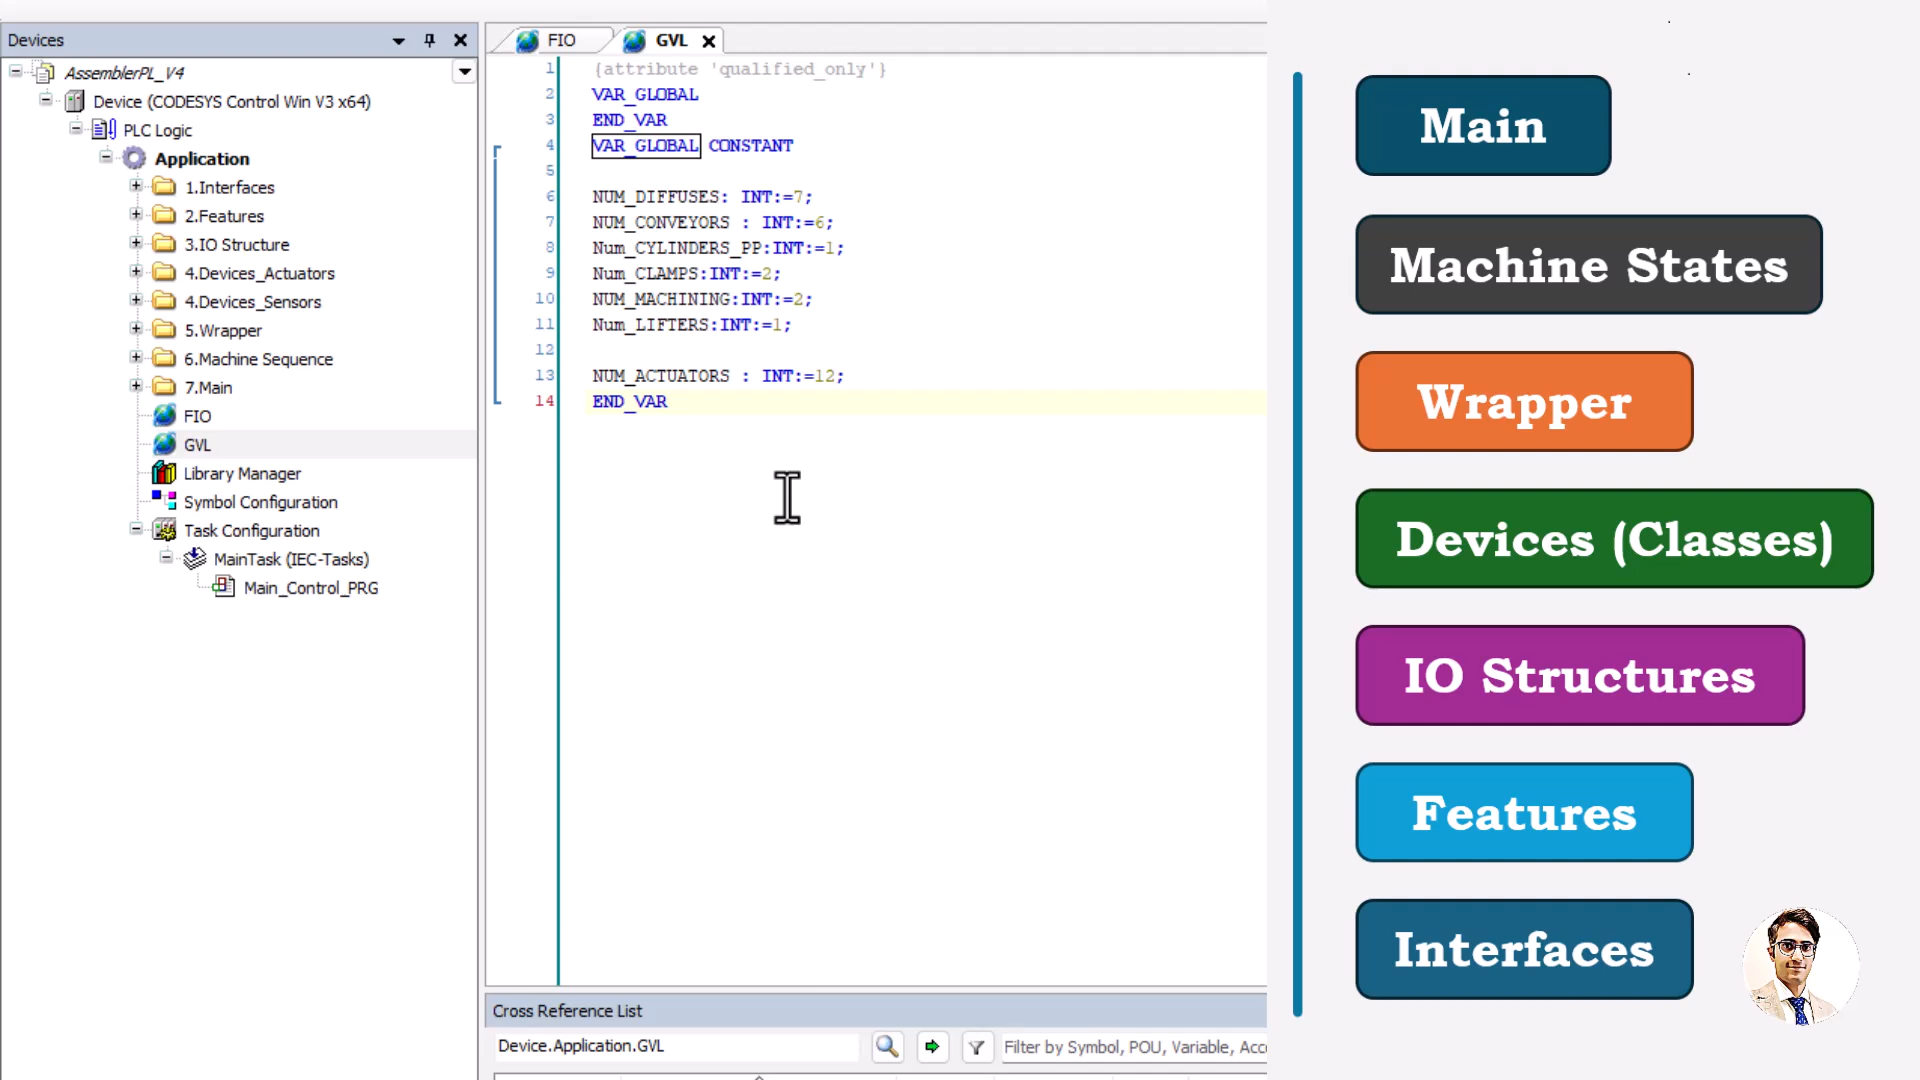 Devices
AssemblerPL_V4
Device (CODESYS Control Win V3 x64)
PLC Logic
Application
1.Interfaces
2.Features
3.IO Structure
4.Devices_Actuators
4.Devices_Sensors
5.Wrapper
6.Machine Sequence
7.Main
FIO
GVL
Library Manager
Symbol Configuration
Task Configuration
MainTask (IEC-Tasks)
Main_Control_PRG
FIO
GVL
1 {attribute 'qualified_only'}
2 VAR_GLOBAL
3 END_VAR
4 VAR_GLOBAL CONSTANT
5
6 NUM_DIFFUSES: INT:=7;
7 NUM_CONVEYORS : INT:=6;
8 Num_CYLINDERS_PP:INT:=1;
9 Num_CLAMPS:INT:=2;
10 NUM_MACHINING:INT:=2;
11 Num_LIFTERS:INT:=1;
12
13 NUM_ACTUATORS : INT:=12;
14 END_VAR
Cross Reference List
Device.Application.GVL
Filter by Symbol, POU, Variable, Acc
Main
Machine States
Wrapper
Devices (Classes)
IO Structures
Features
Interfaces